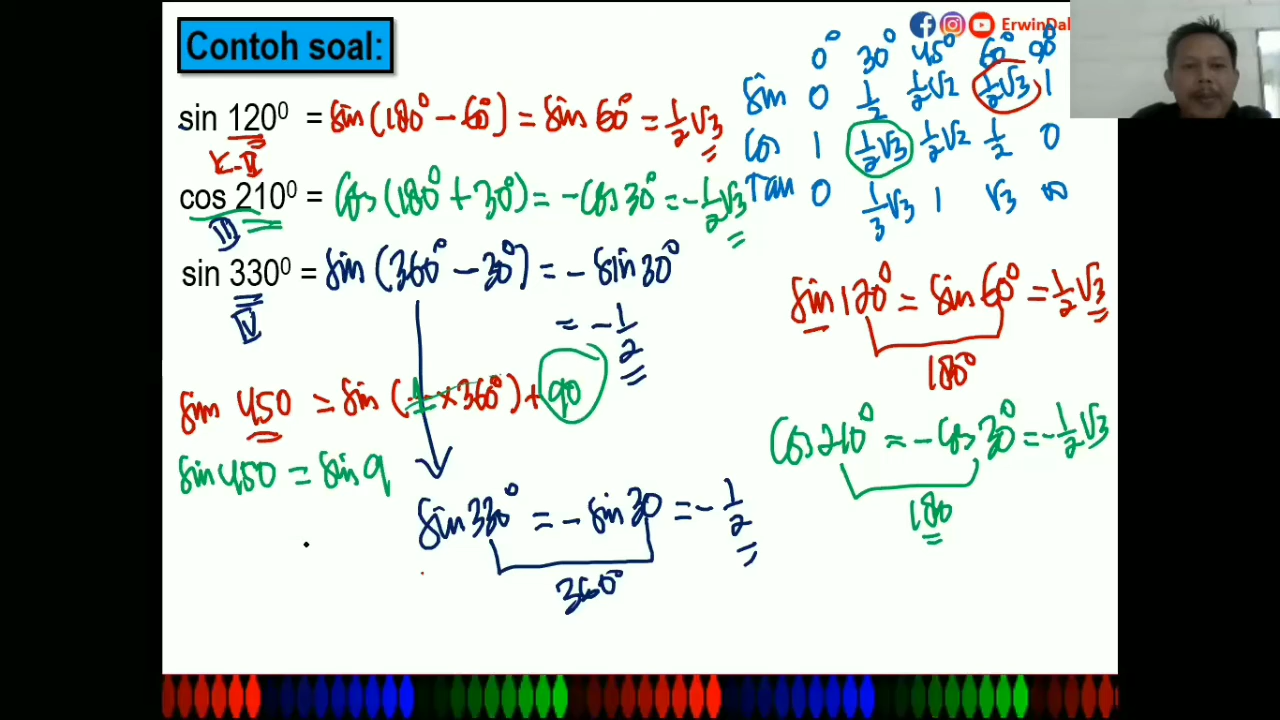 Contoh soal:
ErwinDal
0° 30° 45° 60° 90°
sin 0 1/2 1/2√2 1/2√3 1
Cos 1 1/2√3 1/2√2 1/2 0
Tan 0 1/3√3 1 √3 ∞
sin 120⁰ = sin (180° - 60°) = sin 60° = 1/2√3
K-II
cos 210⁰ = Cos (180° + 30°) = - Cos 30° = - 1/2√3
III
sin 330⁰ = sin (360° - 30°) = - sin 30°
= - 1/2
sin 120° = sin 60° = 1/2√3
180°
sin 450 = sin (1 × 360°) + 90
Cos 210° = - Cos 30° = - 1/2√3
180
sin 450 = sin 9
sin 330° = - sin 30 = - 1/2
360°